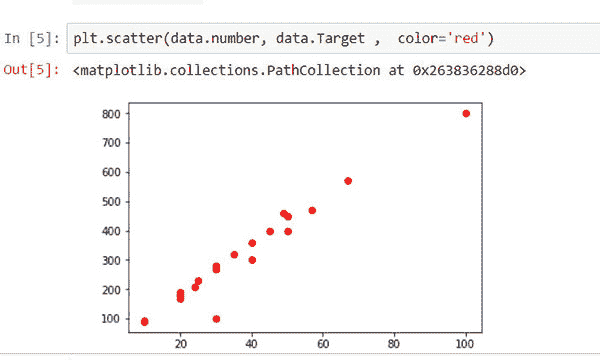 In [5]: plt.scatter(data.number, data.Target ,  color='red')
Out[5]: <matplotlib.collections.PathCollection at 0x263836288d0>
800
700
600
500
400
300
200
100
20 40 60 80 100